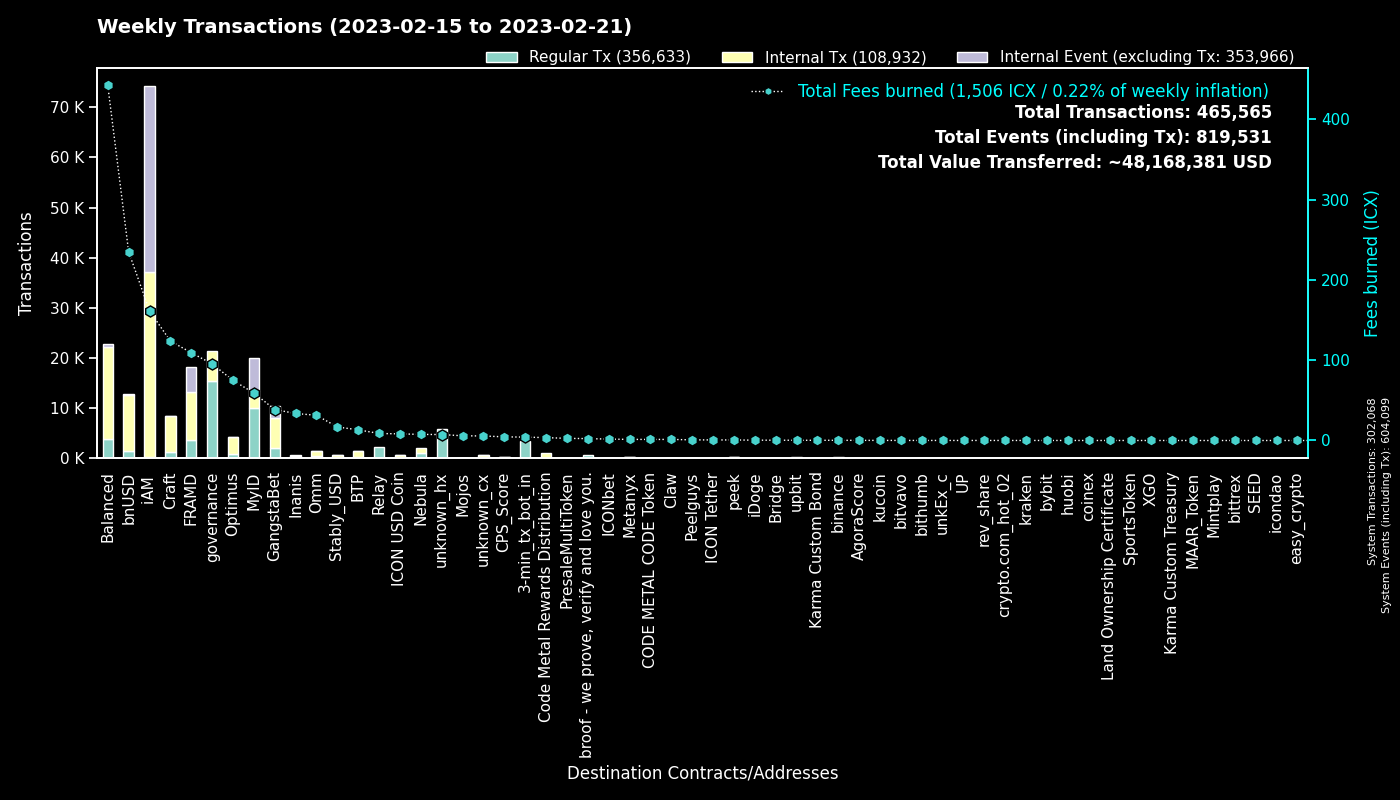 Weekly Transactions (2023-02-15 to 2023-02-21)
Regular Tx (356,633)
Internal Tx (108,932)
Internal Event (excluding Tx: 353,966)
Total Fees burned (1,506 ICX / 0.22% of weekly inflation)
Total Transactions: 465,565
Total Events (including Tx): 819,531
Total Value Transferred: ~48,168,381 USD
Transactions
70 K
60 K
50 K
40 K
30 K
20 K
10 K
0 K
400
300
200
100
0
Fees burned (ICX)
System Transactions: 302,068
System Events (including Tx): 604,099
Balanced
bnUSD
iAM
Craft
FRAMD
governance
Optimus
MyID
GangstaBet
Inanis
Omm
Stably_USD
BTP
Relay
ICON USD Coin
Nebula
unknown_hx
Mojos
unknown_cx
CPS_Score
3-min_tx_bot_in
Code Metal Rewards Distribution
PresaleMultiToken
broof - we prove, verify and love you.
ICONbet
Metanyx
CODE METAL CODE Token
Claw
Peelguys
ICON Tether
peek
iDoge
Bridge
upbit
Karma Custom Bond
binance
AgoraScore
kucoin
bitvavo
bithumb
unkEx_c
UP
rev_share
crypto.com_hot_02
kraken
bybit
huobi
coinex
Land Ownership Certificate
SportsToken
XGO
Karma Custom Treasury
MAAR_Token
Mintplay
bittrex
SEED
icondao
easy_crypto
Destination Contracts/Addresses